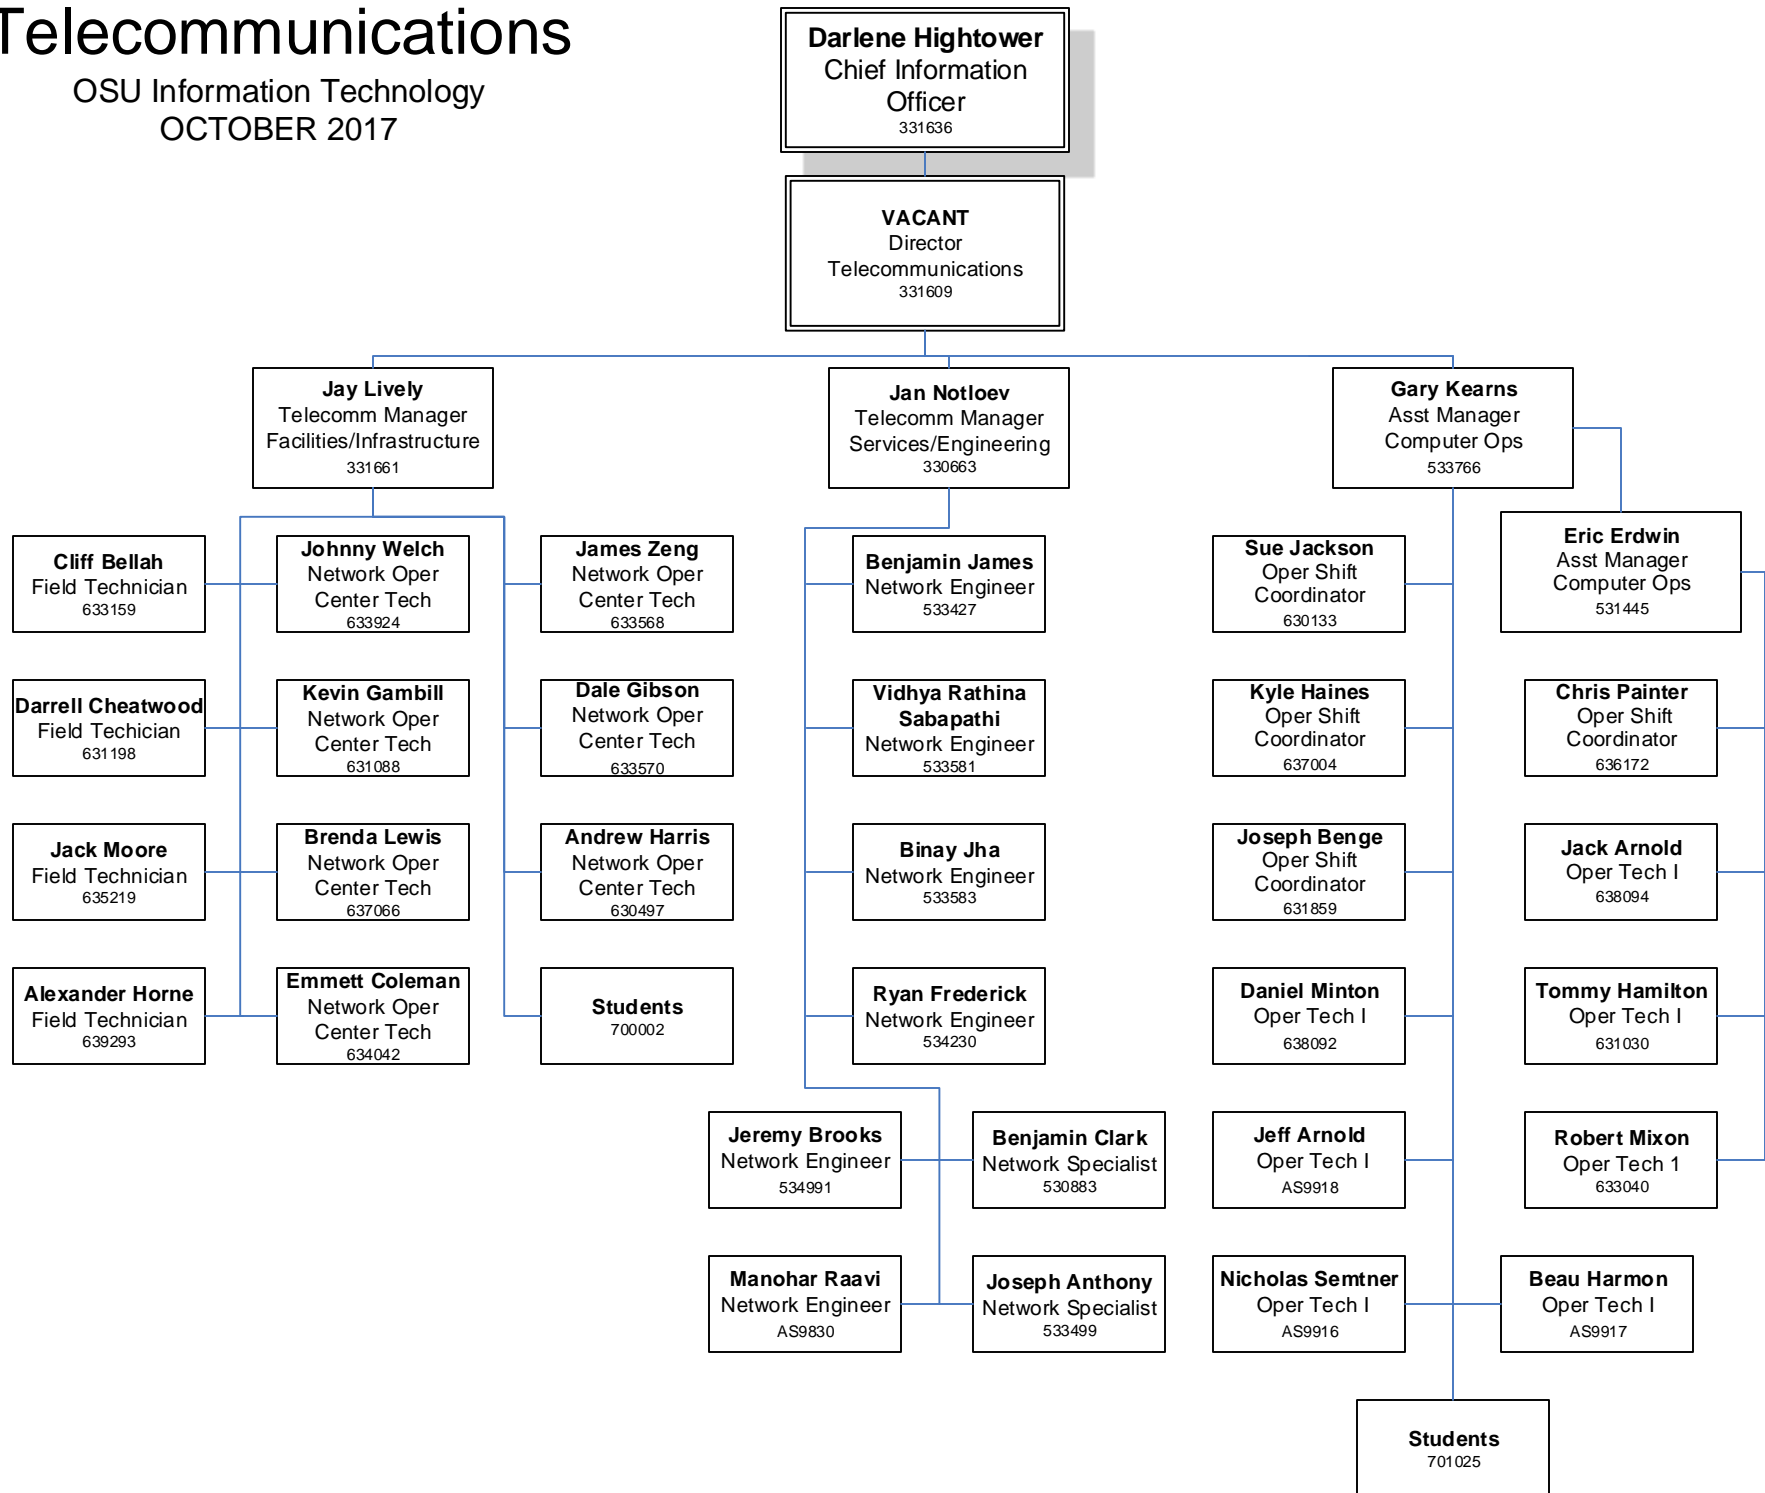 Telecommunications
OSU Information Technology
OCTOBER 2017
Darlene Hightower
Chief Information
Officer
331636
VACANT
Director
Telecommunications
331609
Jay Lively
Telecomm Manager
Facilities/Infrastructure
331661
Jan Notloev
Telecomm Manager
Services/Engineering
330663
Gary Kearns
Asst Manager
Computer Ops
533766
Cliff Bellah
Field Technician
633159
Johnny Welch
Network Oper
Center Tech
633924
James Zeng
Network Oper
Center Tech
633568
Benjamin James
Network Engineer
533427
Sue Jackson
Oper Shift
Coordinator
630133
Eric Erdwin
Asst Manager
Computer Ops
531445
Darrell Cheatwood
Field Techician
631198
Kevin Gambill
Network Oper
Center Tech
631088
Dale Gibson
Network Oper
Center Tech
633570
Vidhya Rathina
Sabapathi
Network Engineer
533581
Kyle Haines
Oper Shift
Coordinator
637004
Chris Painter
Oper Shift
Coordinator
636172
Jack Moore
Field Technician
635219
Brenda Lewis
Network Oper
Center Tech
637066
Andrew Harris
Network Oper
Center Tech
630497
Binay Jha
Network Engineer
533583
Joseph Benge
Oper Shift
Coordinator
631859
Jack Arnold
Oper Tech I
638094
Alexander Horne
Field Technician
639293
Emmett Coleman
Network Oper
Center Tech
634042
Students
700002
Ryan Frederick
Network Engineer
534230
Daniel Minton
Oper Tech I
638092
Tommy Hamilton
Oper Tech I
631030
Jeremy Brooks
Network Engineer
534991
Benjamin Clark
Network Specialist
530883
Jeff Arnold
Oper Tech I
AS9918
Robert Mixon
Oper Tech 1
633040
Manohar Raavi
Network Engineer
AS9830
Joseph Anthony
Network Specialist
533499
Nicholas Semtner
Oper Tech I
AS9916
Beau Harmon
Oper Tech I
AS9917
Students
701025